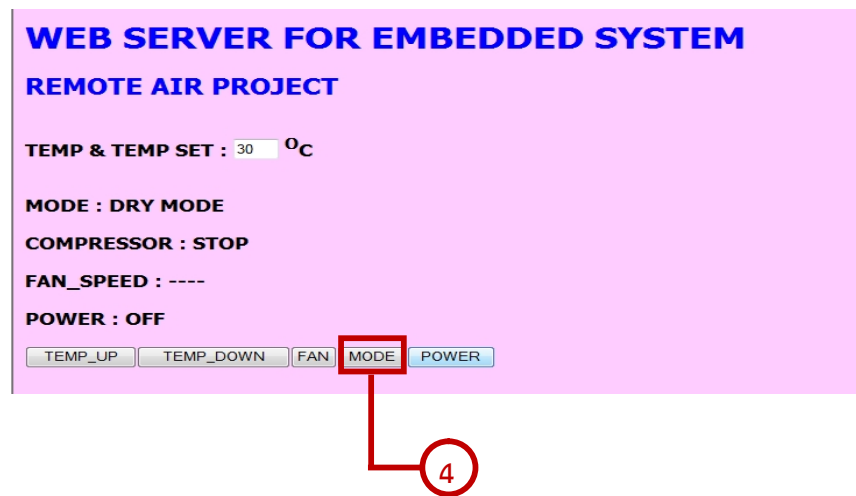 WEB SERVER FOR EMBEDDED SYSTEM
REMOTE AIR PROJECT
TEMP & TEMP SET : 30 OC
MODE : DRY MODE
COMPRESSOR : STOP
FAN_SPEED : ----
POWER : OFF
TEMP_UP TEMP_DOWN FAN MODE POWER
4